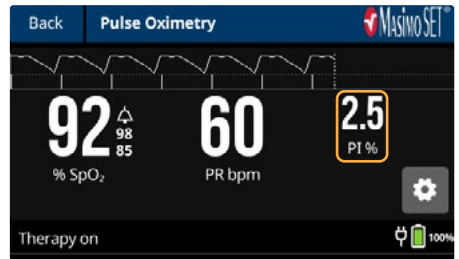 Back Pulse Oximetry Masimo SET®
92 98 85 60 2.5
% SpO₂ PR bpm PI %
Therapy on 100%